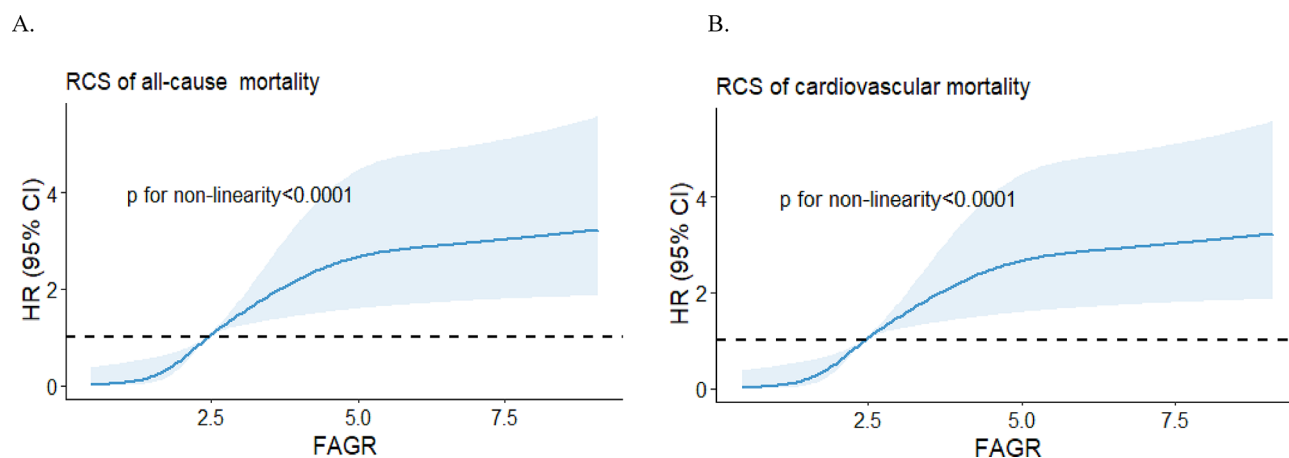 A.
RCS of all-cause mortality
HR (95% CI)
4
2
0
p for non-linearity<0.0001
2.5
5.0
7.5
FAGR
B.
RCS of cardiovascular mortality
HR (95% CI)
4
2
0
p for non-linearity<0.0001
2.5
5.0
7.5
FAGR